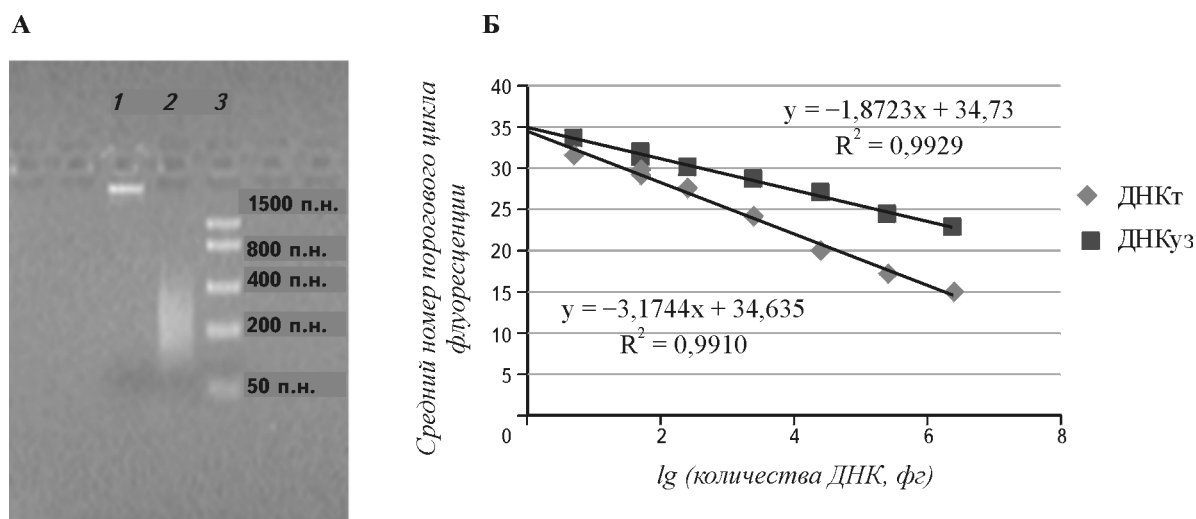 А
Б
1 2 3
1500 п.н.
800 п.н.
400 п.н.
200 п.н.
50 п.н.
Средний номер порогового цикла
флуоресценции
40
35
30
25
20
15
10
5
0
2
4
6
8
y = −1,8723x + 34,73
R² = 0,9929
y = −3,1744x + 34,635
R² = 0,9910
ДНКт
ДНКуз
lg (количества ДНК, фг)